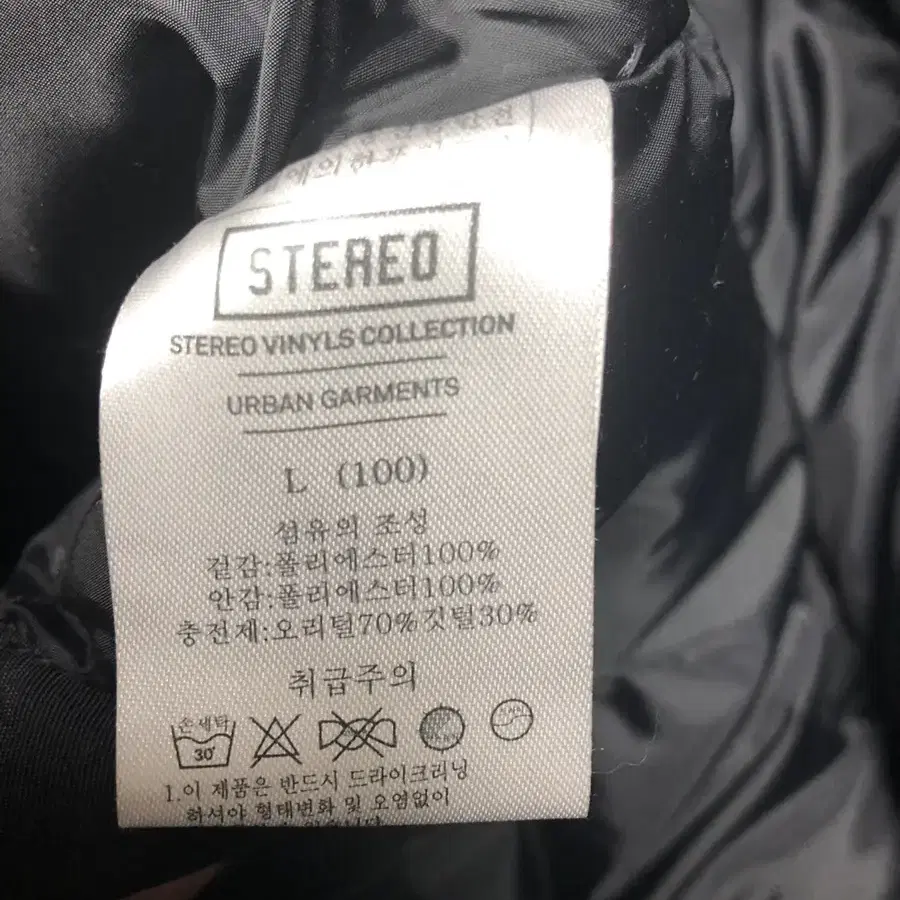 에의하
STEREO
STEREO VINYLS COLLECTION
URBAN GARMENTS
L (100)
섬유의 조성
겉감:폴리에스터100%
안감:폴리에스터100%
충전제:오리털70%깃털30%
취급주의
손세탁
30°
1.이 제품은 반드시 드라이크리닝
하셔야 형태변화 및 오염없이